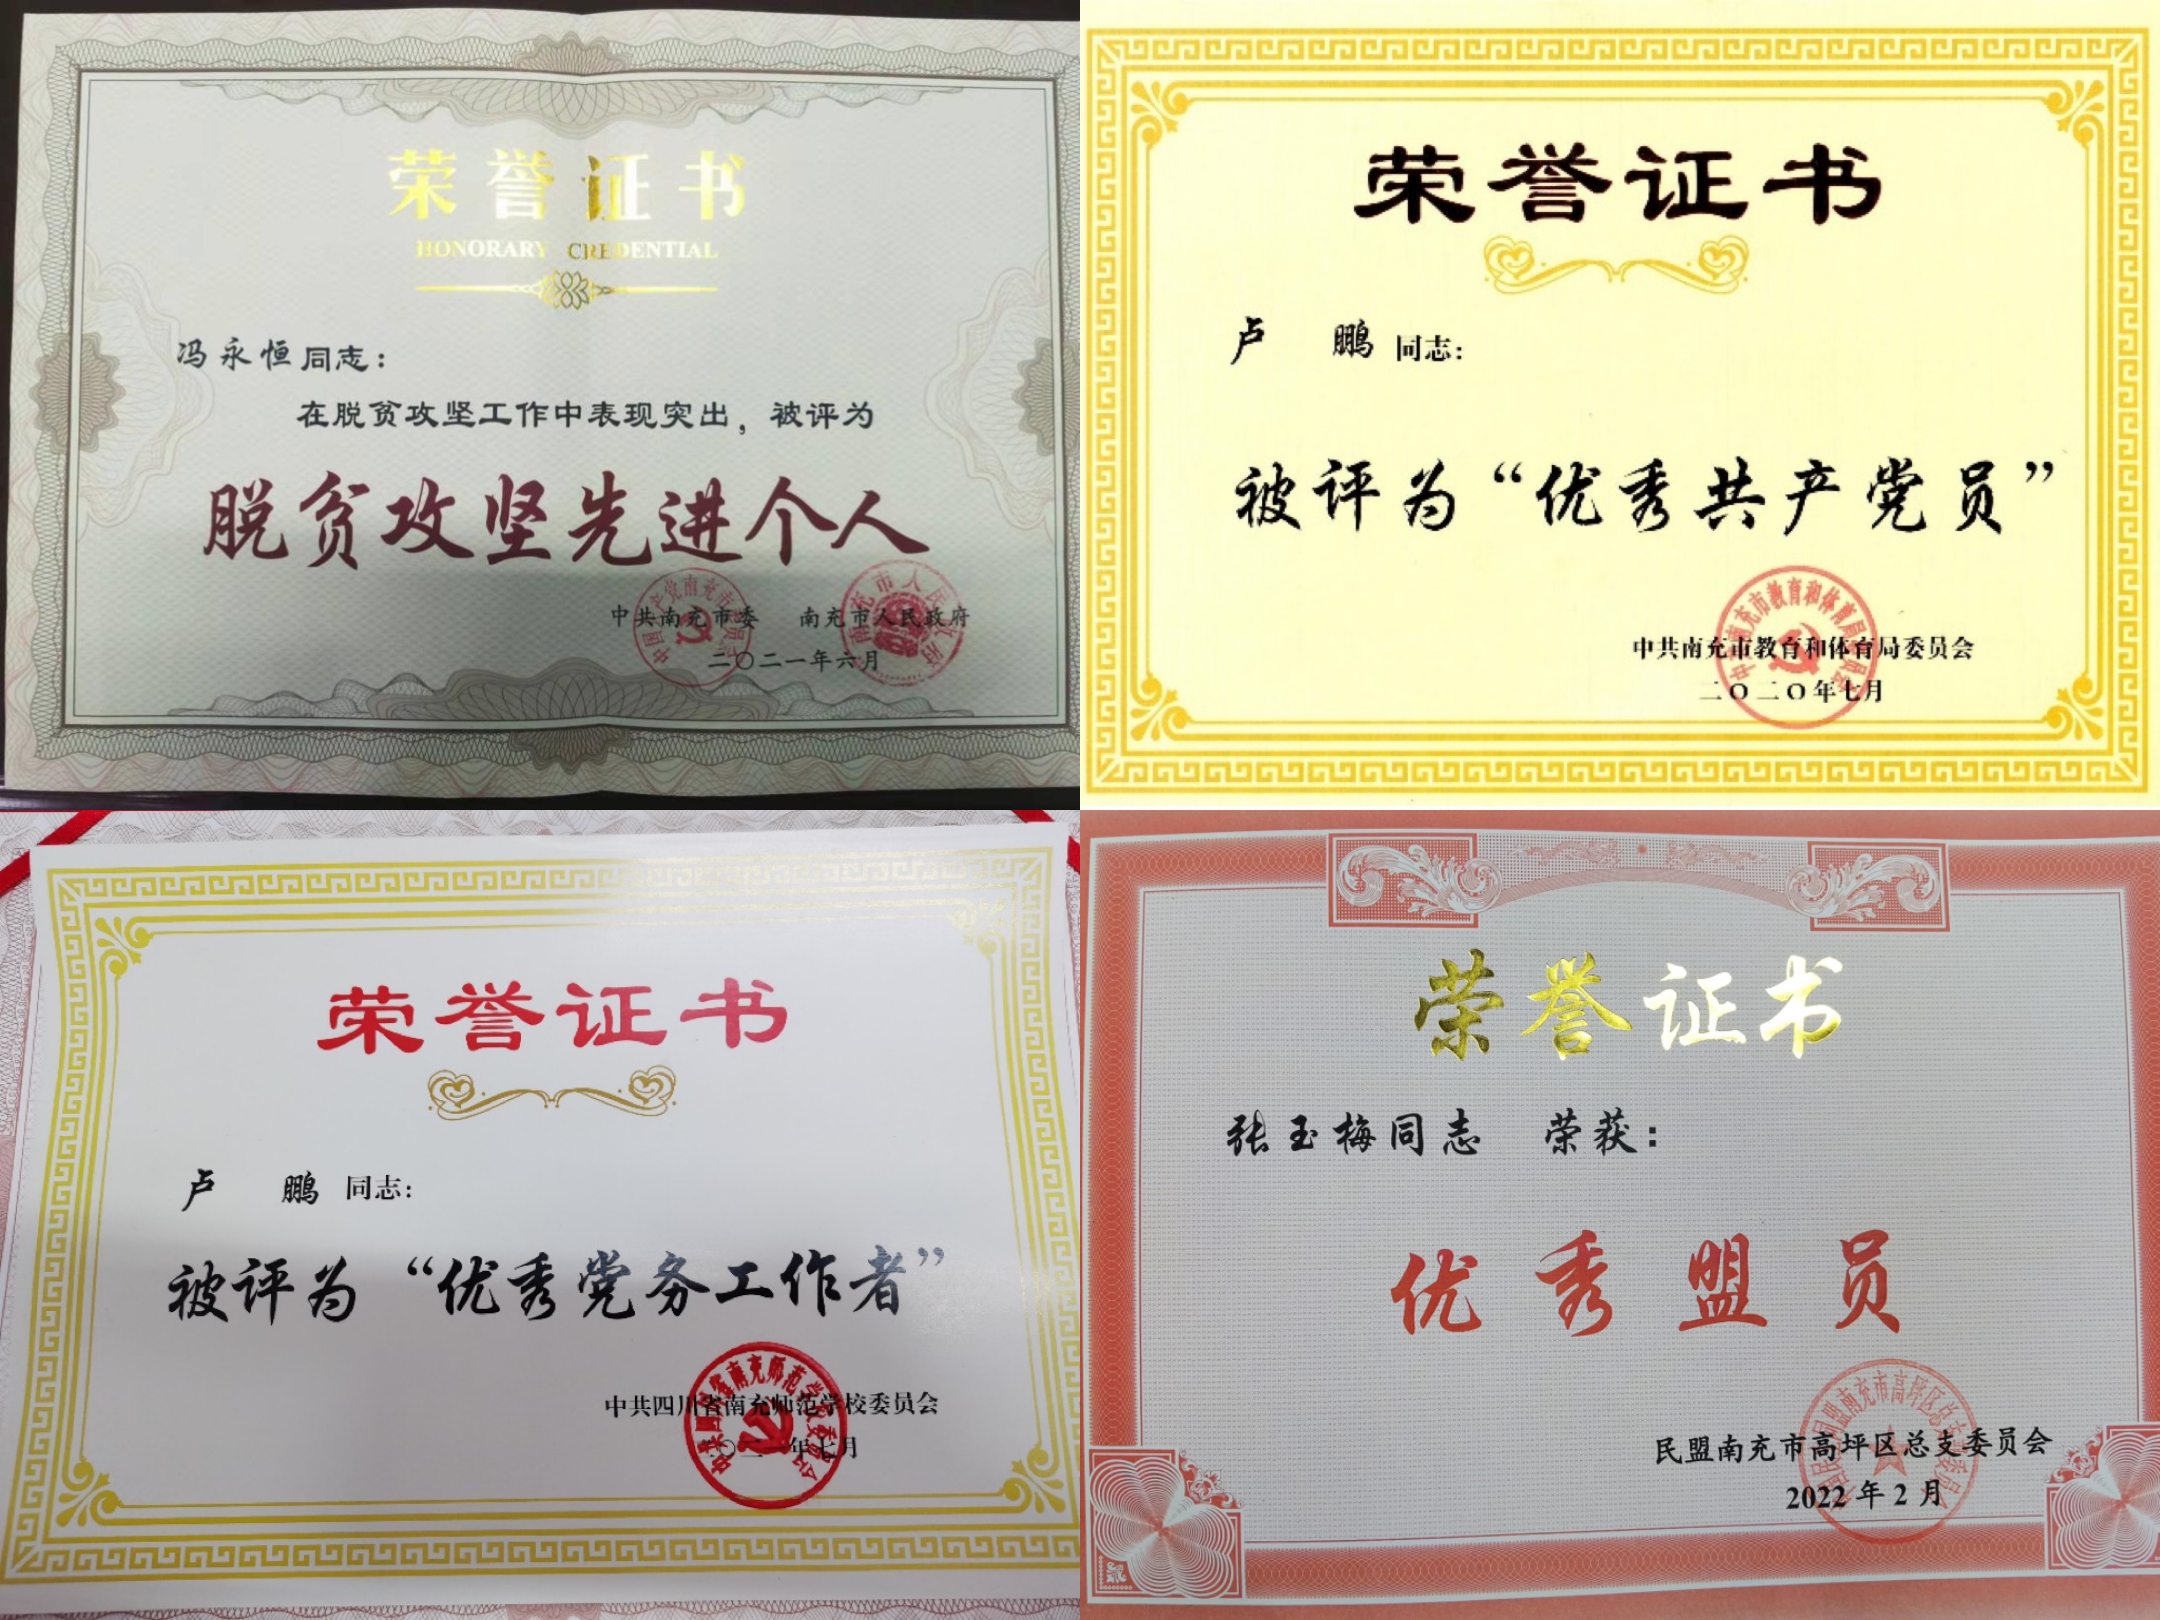 荣誉证书
HONORARY CREDENTIAL
冯永恒同志：
在脱贫攻坚工作中表现突出，被评为
脱贫攻坚先进个人
中共南充市委 南充市人民政府
二〇二一年六月
荣誉证书
卢 鹏 同志：
被评为“优秀共产党员”
中共南充市教育和体育局委员会
二〇二〇年七月
荣誉证书
卢 鹏 同志：
被评为“优秀党务工作者”
中共四川省南充师范学校委员会
二〇二一年七月
荣誉证书
张玉梅同志 荣获：
优秀盟员
民盟南充市高坪区总支委员会
2022年2月